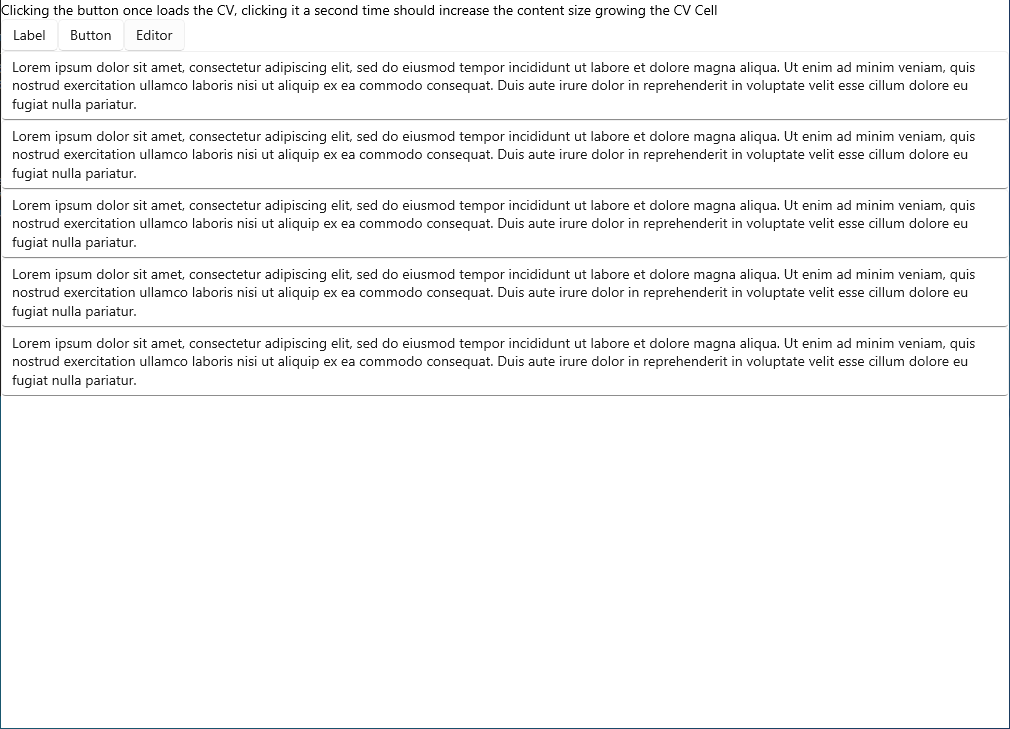 Clicking the button once loads the CV, clicking it a second time should increase the content size growing the CV Cell
Label Button Editor
Lorem ipsum dolor sit amet, consectetur adipiscing elit, sed do eiusmod tempor incididunt ut labore et dolore magna aliqua. Ut enim ad minim veniam, quis
nostrud exercitation ullamco laboris nisi ut aliquip ex ea commodo consequat. Duis aute irure dolor in reprehenderit in voluptate velit esse cillum dolore eu
fugiat nulla pariatur.
Lorem ipsum dolor sit amet, consectetur adipiscing elit, sed do eiusmod tempor incididunt ut labore et dolore magna aliqua. Ut enim ad minim veniam, quis
nostrud exercitation ullamco laboris nisi ut aliquip ex ea commodo consequat. Duis aute irure dolor in reprehenderit in voluptate velit esse cillum dolore eu
fugiat nulla pariatur.
Lorem ipsum dolor sit amet, consectetur adipiscing elit, sed do eiusmod tempor incididunt ut labore et dolore magna aliqua. Ut enim ad minim veniam, quis
nostrud exercitation ullamco laboris nisi ut aliquip ex ea commodo consequat. Duis aute irure dolor in reprehenderit in voluptate velit esse cillum dolore eu
fugiat nulla pariatur.
Lorem ipsum dolor sit amet, consectetur adipiscing elit, sed do eiusmod tempor incididunt ut labore et dolore magna aliqua. Ut enim ad minim veniam, quis
nostrud exercitation ullamco laboris nisi ut aliquip ex ea commodo consequat. Duis aute irure dolor in reprehenderit in voluptate velit esse cillum dolore eu
fugiat nulla pariatur.
Lorem ipsum dolor sit amet, consectetur adipiscing elit, sed do eiusmod tempor incididunt ut labore et dolore magna aliqua. Ut enim ad minim veniam, quis
nostrud exercitation ullamco laboris nisi ut aliquip ex ea commodo consequat. Duis aute irure dolor in reprehenderit in voluptate velit esse cillum dolore eu
fugiat nulla pariatur.